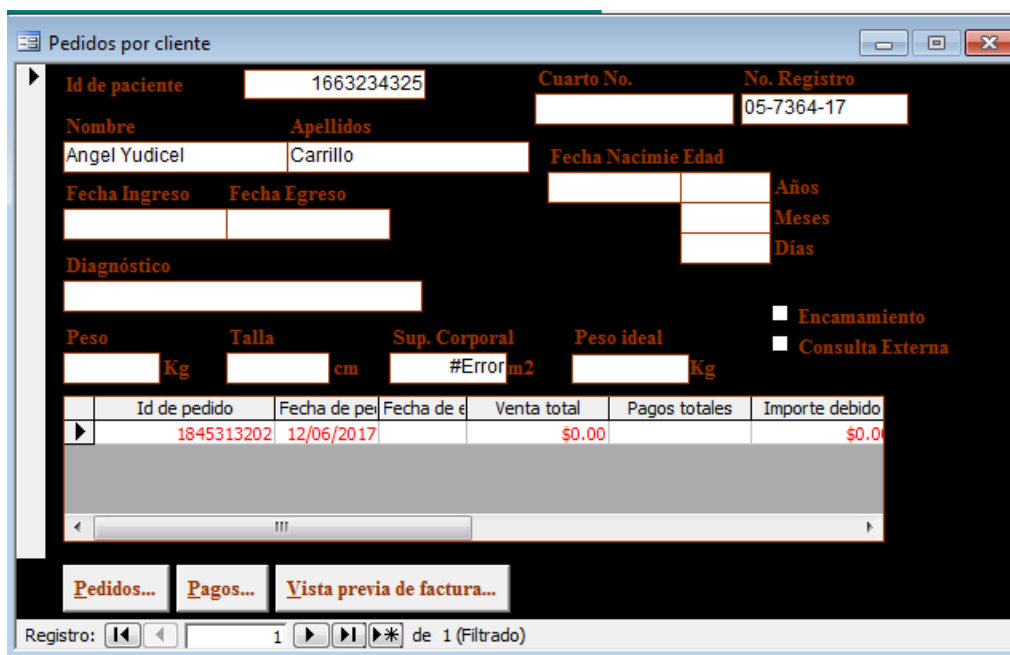 Pedidos por cliente
Id de paciente 1663234325 Cuarto No. No. Registro
05-7364-17
Nombre Apellidos
Angel Yudicel Carrillo Fecha Nacimie Edad
Fecha Ingreso Fecha Egreso Años
Meses
Días
Diagnóstico
Encamamiento
Peso Talla Sup. Corporal Peso ideal Consulta Externa
Kg cm #Error m2 Kg
Id de pedido Fecha de pe Fecha de e Venta total Pagos totales Importe debido
1845313202 12/06/2017 $0.00 $0.00
Pedidos... Pagos... Vista previa de factura...
Registro: 1 de 1 (Filtrado)